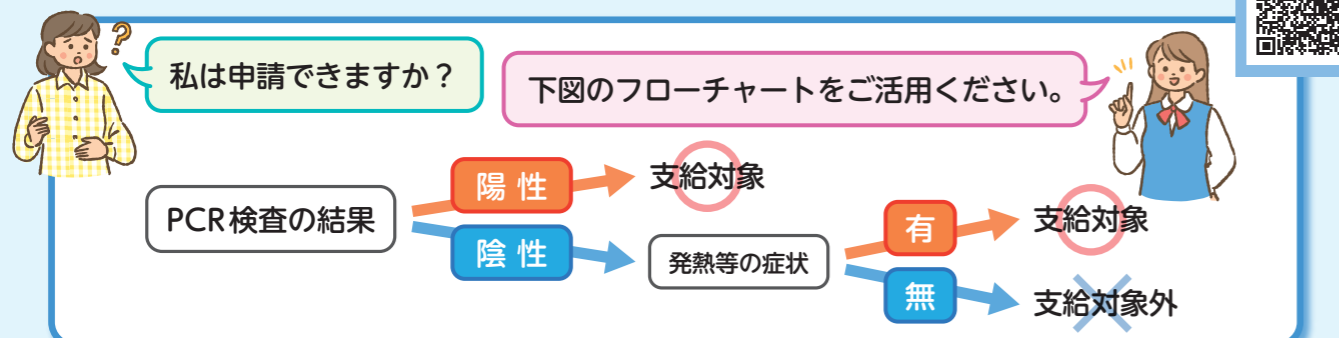 ?
私は申請できますか？
下図のフローチャートをご活用ください。
PCR検査の結果
陽性
支給対象
陰性
発熱等の症状
有
支給対象
無
支給対象外